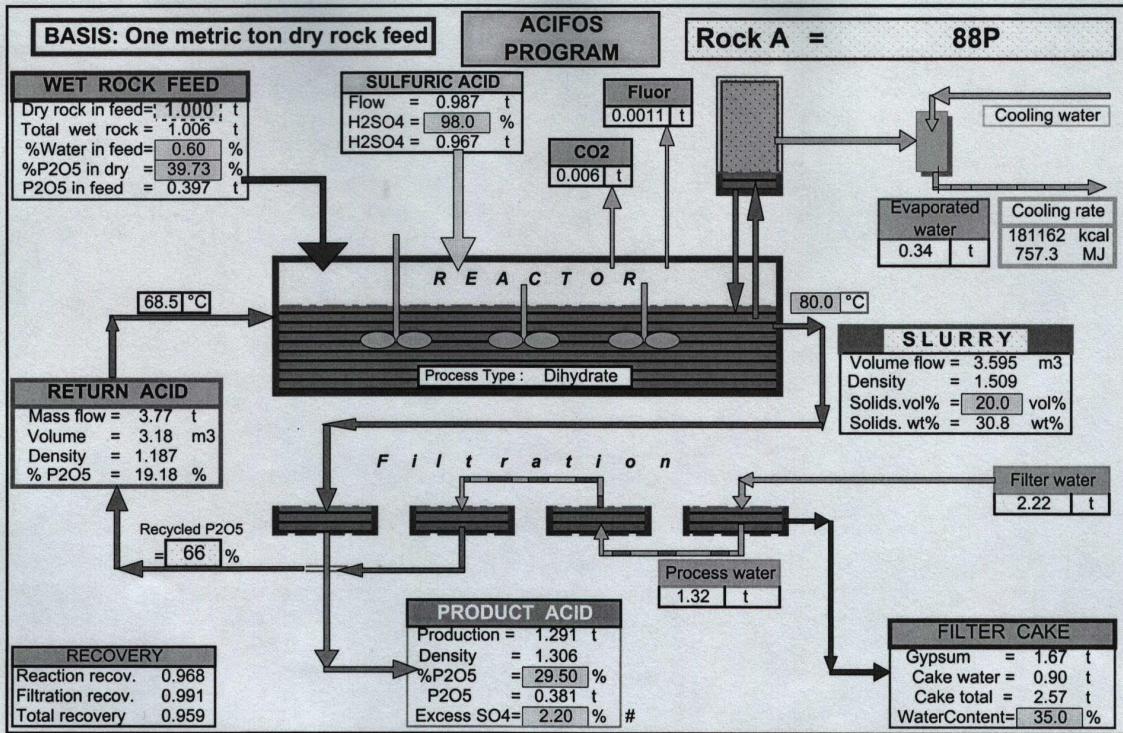 BASIS: One metric ton dry rock feed
ACIFOS
PROGRAM
Rock A = 88P
WET ROCK FEED
Dry rock in feed= 1.000 t
Total wet rock = 1.006 t
%Water in feed= 0.60 %
%P2O5 in dry = 39.73 %
P2O5 in feed = 0.397 t
SULFURIC ACID
Flow = 0.987 t
H2SO4 = 98.0 %
H2SO4 = 0.967 t
Fluor
0.0011 t
CO2
0.006 t
Cooling water
Evaporated
water
0.34 t
Cooling rate
181162 kcal
757.3 MJ
REACTOR
68.5 °C
80.0 °C
Process Type : Dihydrate
SLURRY
Volume flow = 3.595 m3
Density = 1.509
Solids.vol% = 20.0 vol%
Solids. wt% = 30.8 wt%
RETURN ACID
Mass flow = 3.77 t
Volume = 3.18 m3
Density = 1.187
% P2O5 = 19.18 %
Filtration
Filter water
2.22 t
Recycled P2O5
= 66 %
Process water
1.32 t
PRODUCT ACID
Production = 1.291 t
Density = 1.306
%P2O5 = 29.50 %
P2O5 = 0.381 t
Excess SO4= 2.20 % #
RECOVERY
Reaction recov. 0.968
Filtration recov. 0.991
Total recovery 0.959
FILTER CAKE
Gypsum = 1.67 t
Cake water = 0.90 t
Cake total = 2.57 t
WaterContent= 35.0 %